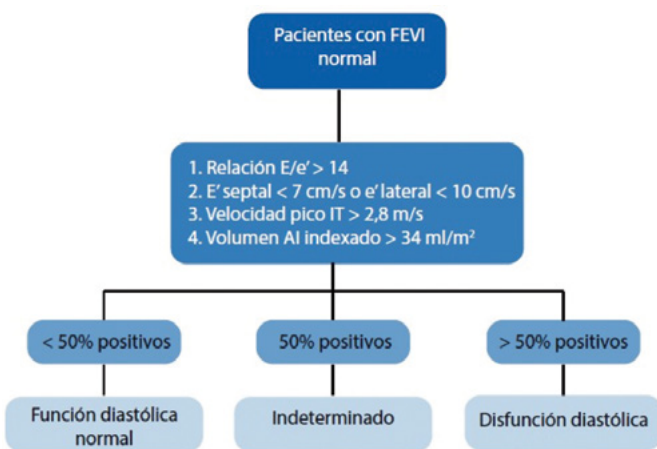 Pacientes con FEVI
normal
1. Relación E/e' > 14
2. E' septal < 7 cm/s o e' lateral < 10 cm/s
3. Velocidad pico IT > 2,8 m/s
4. Volumen AI indexado > 34 ml/m²
< 50% positivos
50% positivos
> 50% positivos
Función diastólica
normal
Indeterminado
Disfunción diastólica